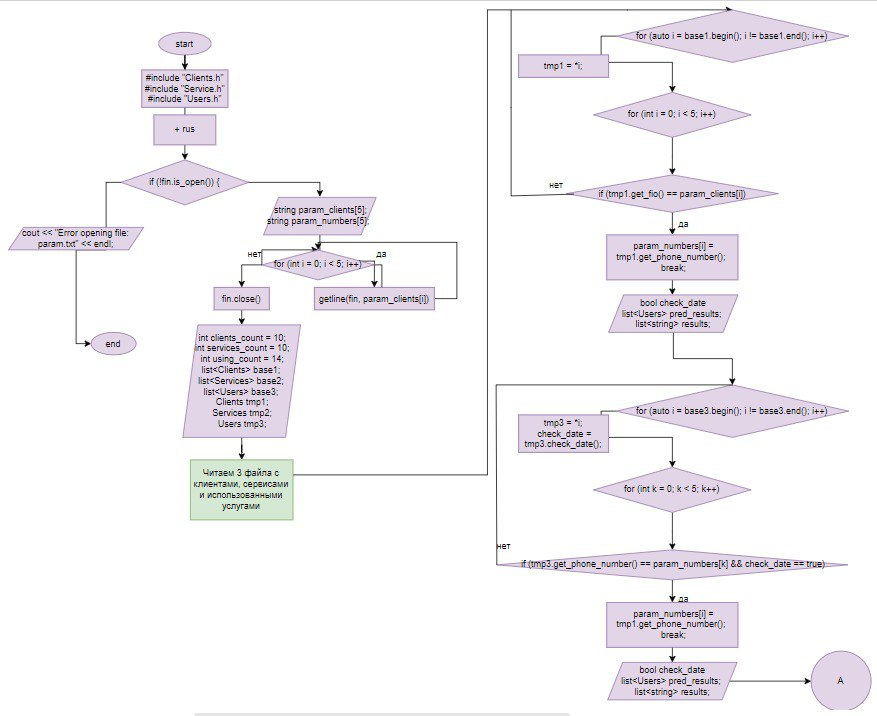 start
#include "Clients.h"
#include "Service.h"
#include "Users.h"
+ rus
if (!fin.is_open()) {
cout << "Error opening file:
param.txt" << endl;
end
string param_clients[5];
string param_numbers[5];
for (int i = 0; i < 5; i++)
нет
да
fin.close()
getline(fin, param_clients[i])
int clients_count = 10;
int services_count = 10;
int using_count = 14;
list<Clients> base1;
list<Services> base2;
list<Users> base3;
Clients tmp1;
Services tmp2;
Users tmp3;
Читаем 3 файла с
клиентами, сервисами
и использованными
услугами
for (auto i = base1.begin(); i != base1.end(); i++)
tmp1 = *i;
for (int i = 0; i < 5; i++)
нет
if (tmp1.get_fio() == param_clients[i])
да
param_numbers[i] =
tmp1.get_phone_number();
break;
bool check_date
list<Users> pred_results;
list<string> results;
for (auto i = base3.begin(); i != base3.end(); i++)
tmp3 = *i;
check_date =
tmp3.check_date();
for (int k = 0; k < 5; k++)
нет
if (tmp3.get_phone_number() == param_numbers[k] && check_date == true)
да
param_numbers[i] =
tmp1.get_phone_number();
break;
bool check_date
list<Users> pred_results;
list<string> results;
A